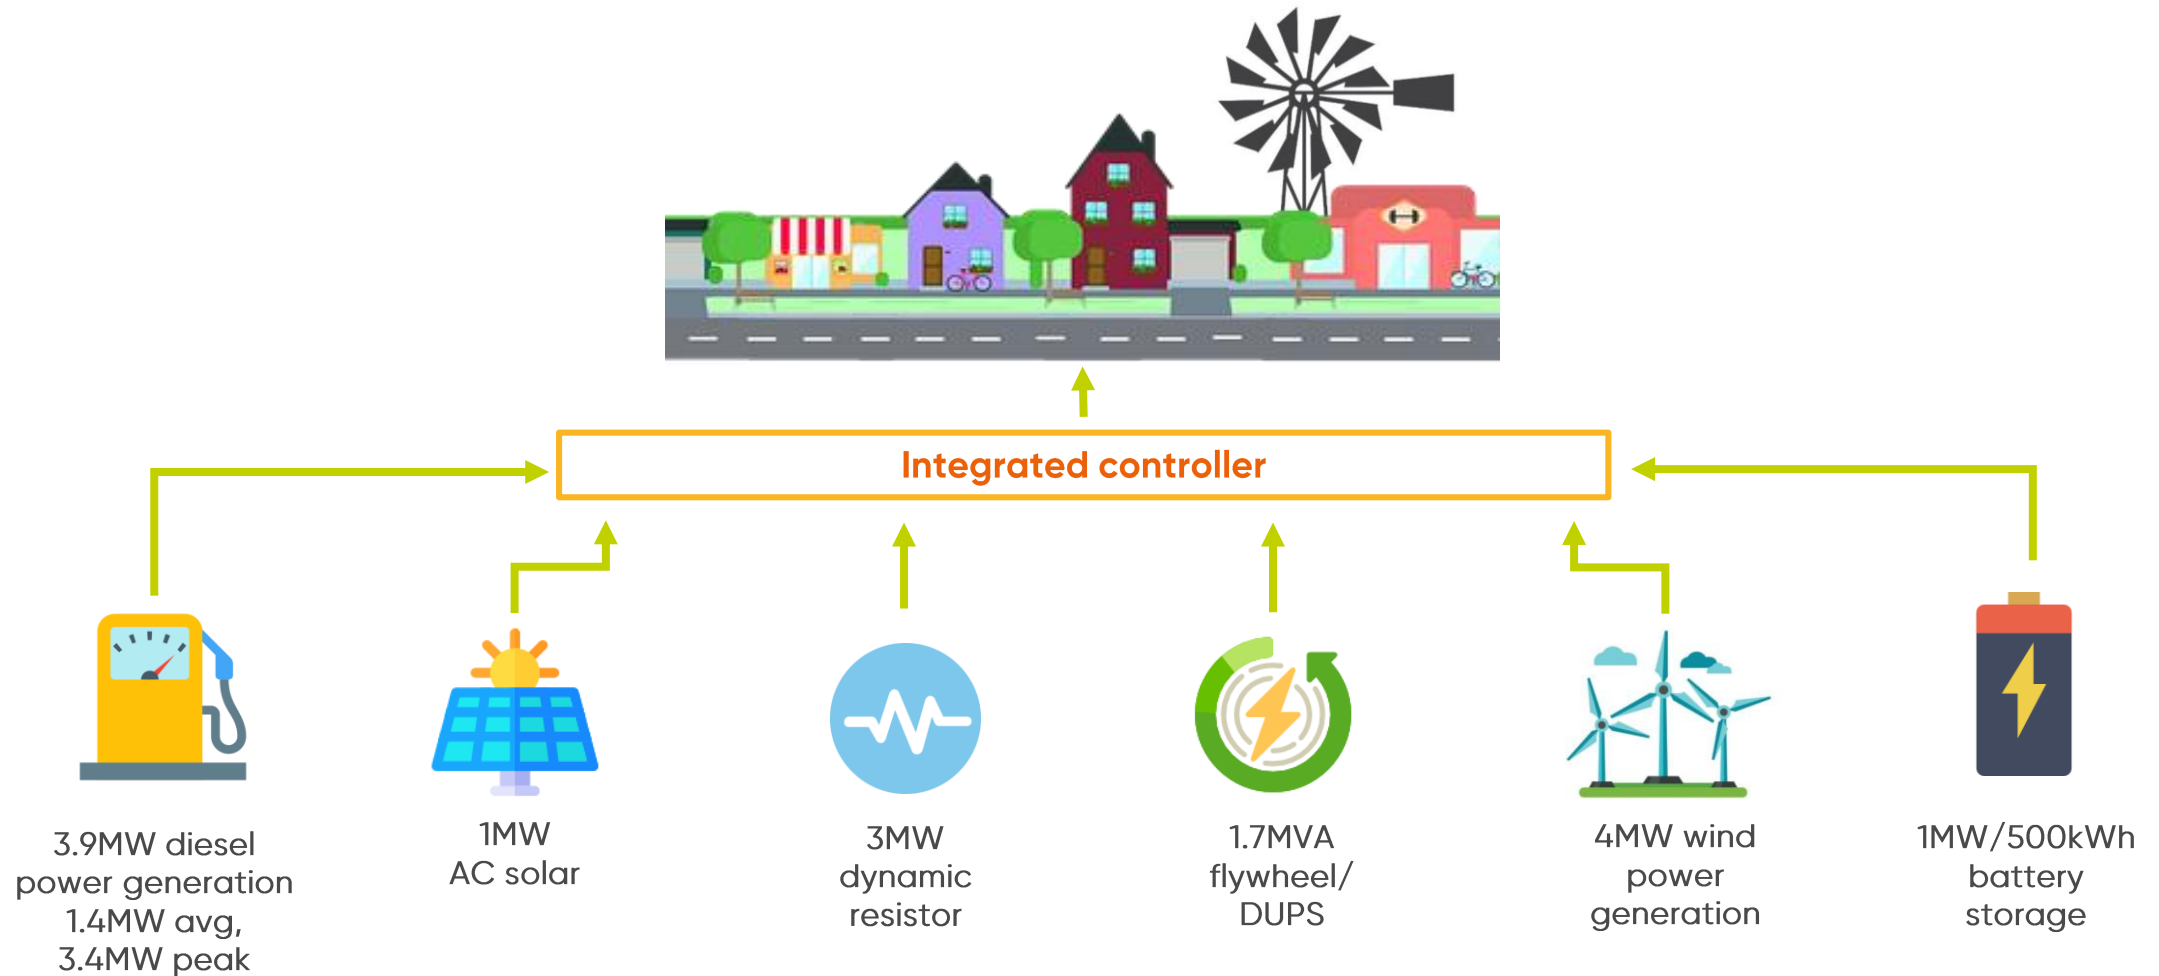 Integrated controller
3.9MW diesel
power generation
1.4MW avg,
3.4MW peak
1MW
AC solar
3MW
dynamic
resistor
1.7MVA
flywheel/
DUPS
4MW wind
power
generation
1MW/500kWh
battery
storage